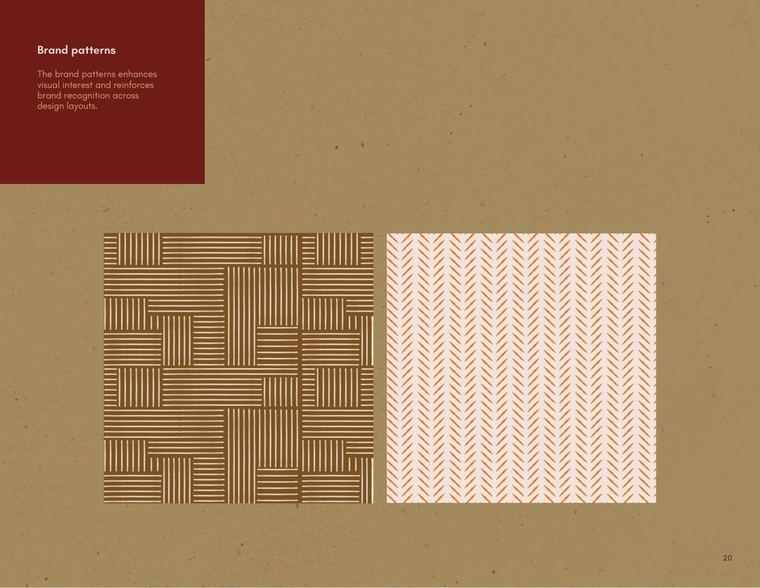 Brand patterns
The brand patterns enhances
visual interest and reinforces
brand recognition across
design layouts.
20